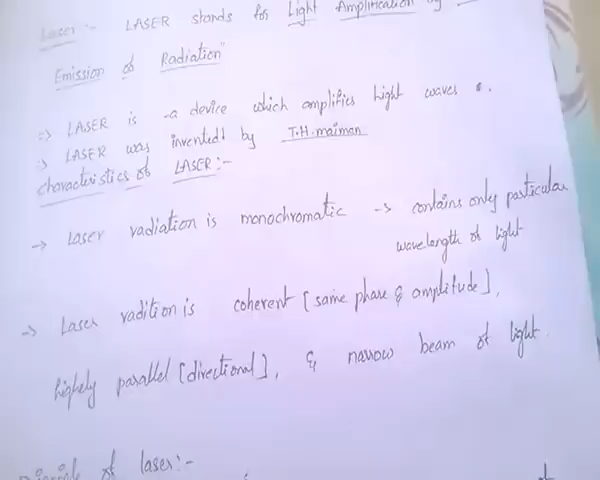 Laser :- LASER stands for Light Amplification
Emission of Radiation"
=> LASER is -a device which amplifies light waves .
=> LASER was invented by T.H.maiman
characteristics of LASER :-
-> Laser radiation is monochromatic -> contains only particular
wavelength of light
-> Laser radition is coherent [same phase & amplitude],
highely parallel [directional], & narrow beam of light.
of laser :-